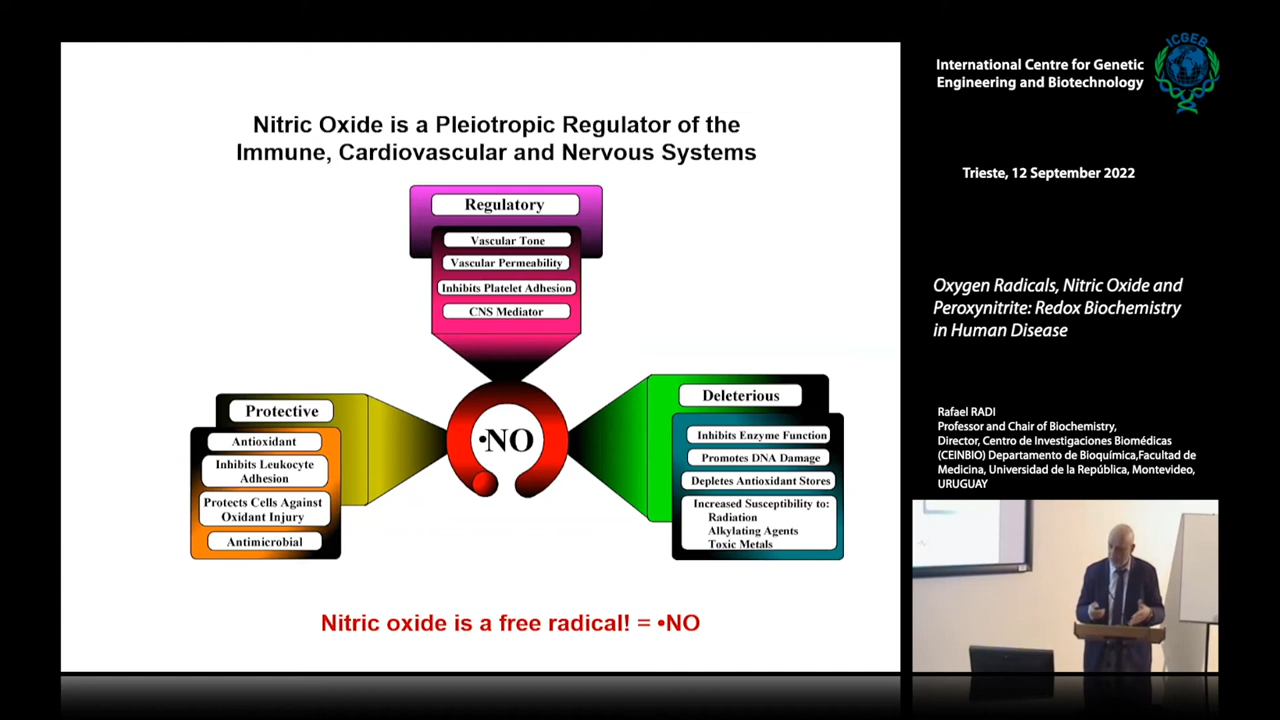 Nitric Oxide is a Pleiotropic Regulator of the
Immune, Cardiovascular and Nervous Systems
Regulatory
Vascular Tone
Vascular Permeability
Inhibits Platelet Adhesion
CNS Mediator
Protective
Antioxidant
Inhibits Leukocyte
Adhesion
Protects Cells Against
Oxidant Injury
Antimicrobial
•NO
Deleterious
Inhibits Enzyme Function
Promotes DNA Damage
Depletes Antioxidant Stores
Increased Susceptibility to:
Radiation
Alkylating Agents
Toxic Metals
Nitric oxide is a free radical! = •NO
International Centre for Genetic
Engineering and Biotechnology
ICGEB
Trieste, 12 September 2022
Oxygen Radicals, Nitric Oxide and
Peroxynitrite: Redox Biochemistry
in Human Disease
Rafael RADI
Professor and Chair of Biochemistry,
Director, Centro de Investigaciones Biomédicas
(CEINBIO) Departamento de Bioquímica,Facultad de
Medicina, Universidad de la República, Montevideo,
URUGUAY